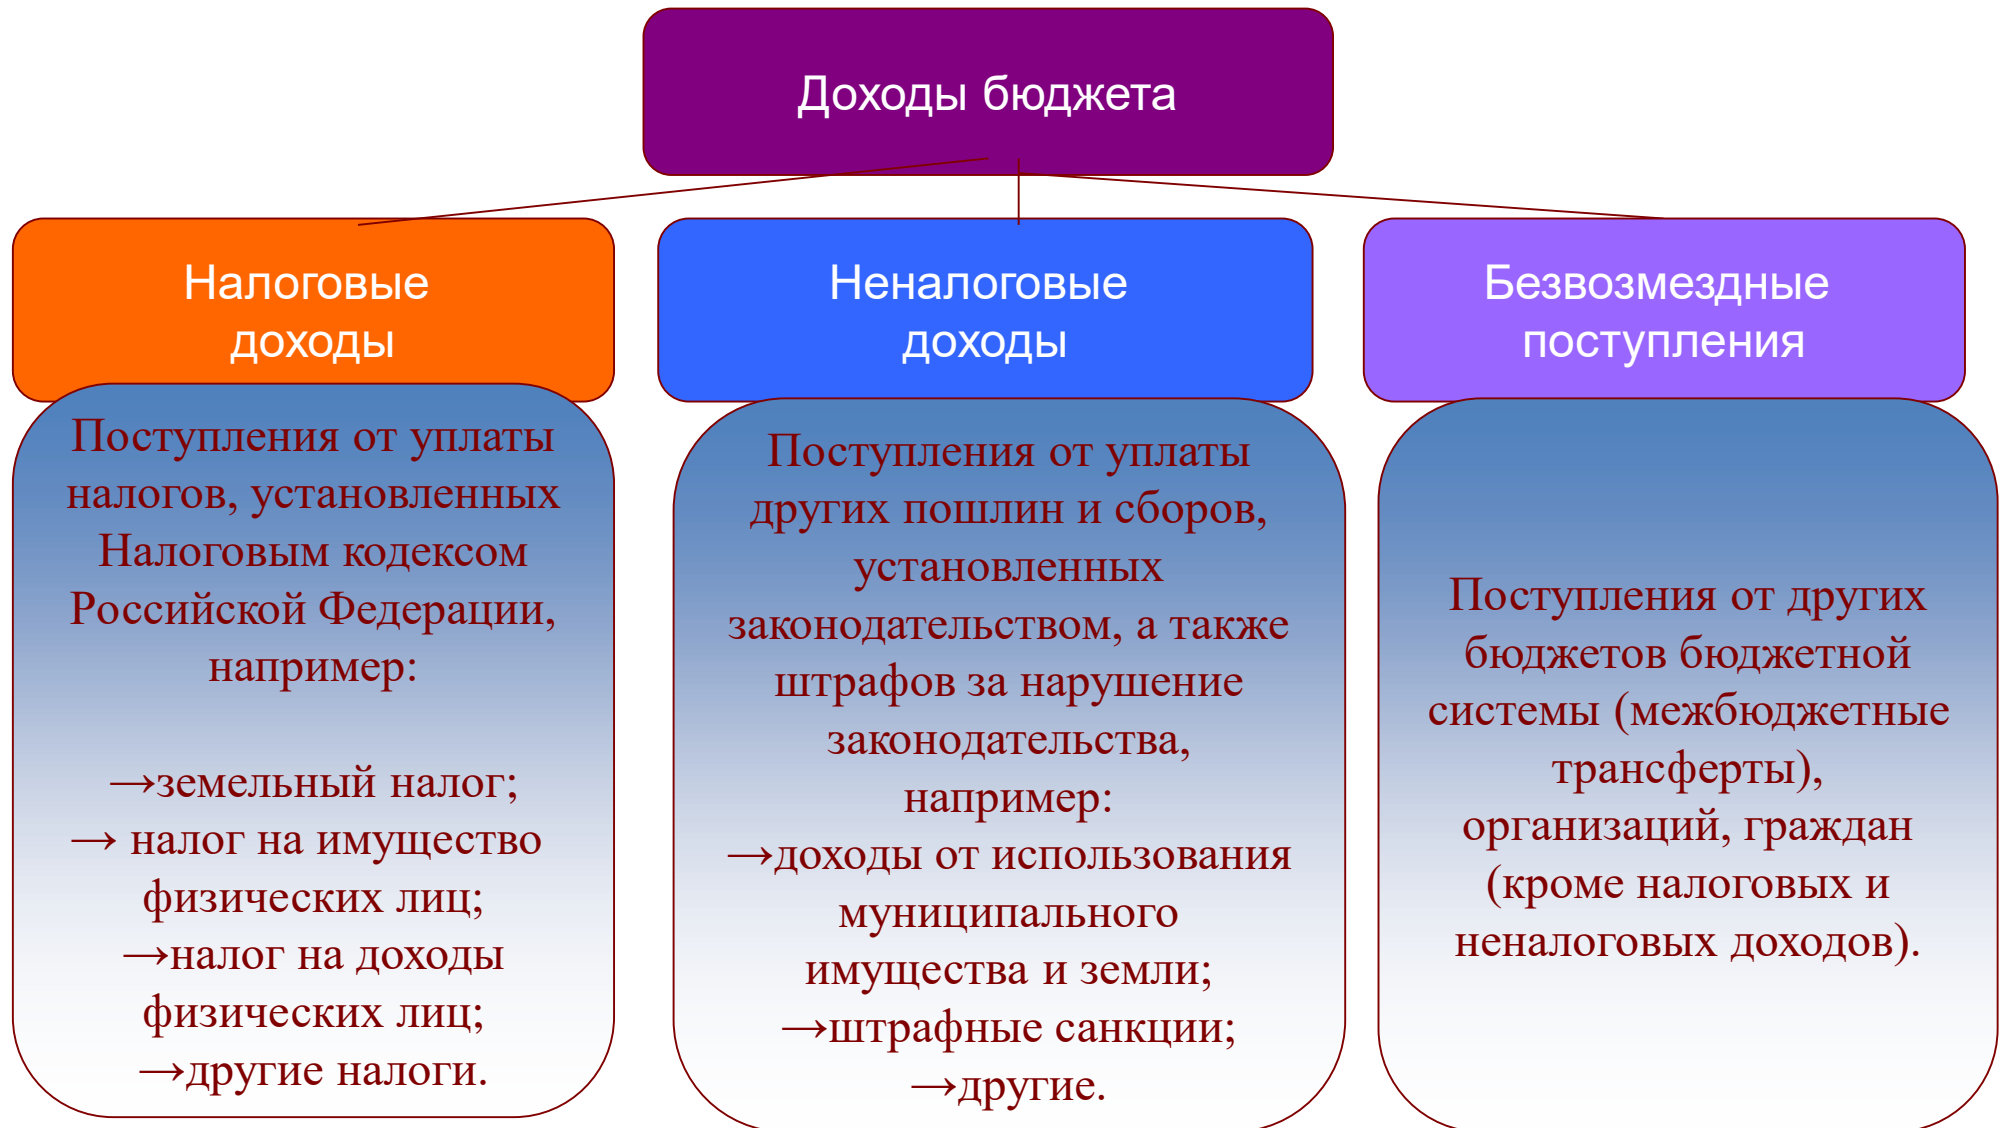 Доходы бюджета
Налоговые
доходы
Неналоговые
доходы
Безвозмездные
поступления
Поступления от уплаты
налогов, установленных
Налоговым кодексом
Российской Федерации,
например:
→земельный налог;
→ налог на имущество
физических лиц;
→налог на доходы
физических лиц;
→другие налоги.
Поступления от уплаты
других пошлин и сборов,
установленных
законодательством, а также
штрафов за нарушение
законодательства,
например:
→доходы от использования
муниципального
имущества и земли;
→штрафные санкции;
→другие.
Поступления от других
бюджетов бюджетной
системы (межбюджетные
трансферты),
организаций, граждан
(кроме налоговых и
неналоговых доходов).